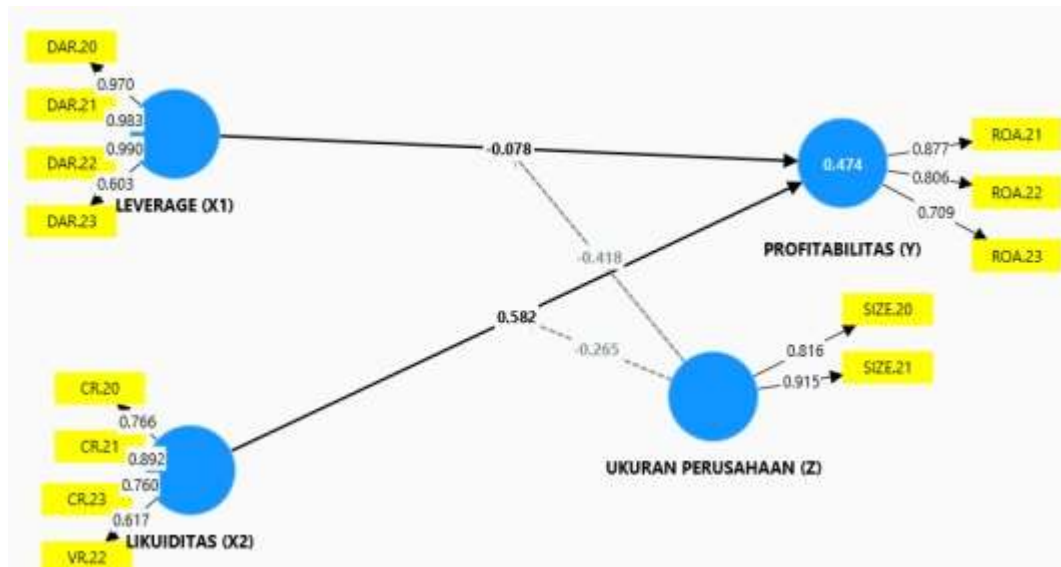 DAR.20
0.970
DAR.21
0.983
DAR.22
0.990
0.603
DAR.23
LEVERAGE (X1)
-0.078
0.474
0.877
ROA.21
0.806
ROA.22
0.709
ROA.23
PROFITABILITAS (Y)
-0.418
0.582
-0.265
SIZE.20
0.816
SIZE.21
0.915
UKURAN PERUSAHAAN (Z)
CR.20
0.766
CR.21
0.892
0.760
CR.23
0.617
LIKUIDITAS (X2)
VR.22